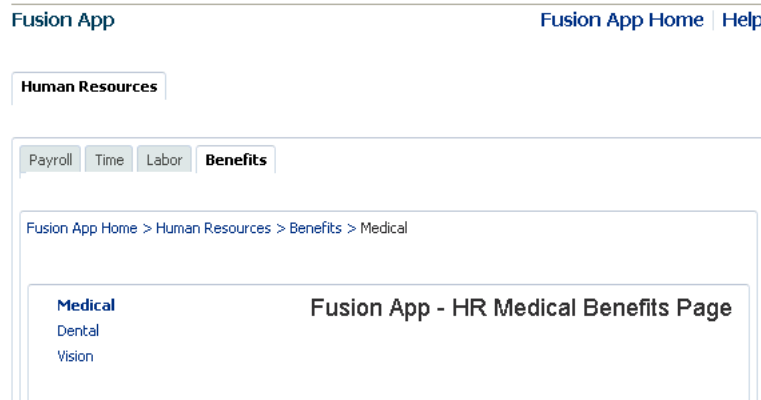 Fusion App Fusion App Home Help
Human Resources
Payroll Time Labor Benefits
Fusion App Home > Human Resources > Benefits > Medical
Medical Fusion App - HR Medical Benefits Page
Dental
Vision